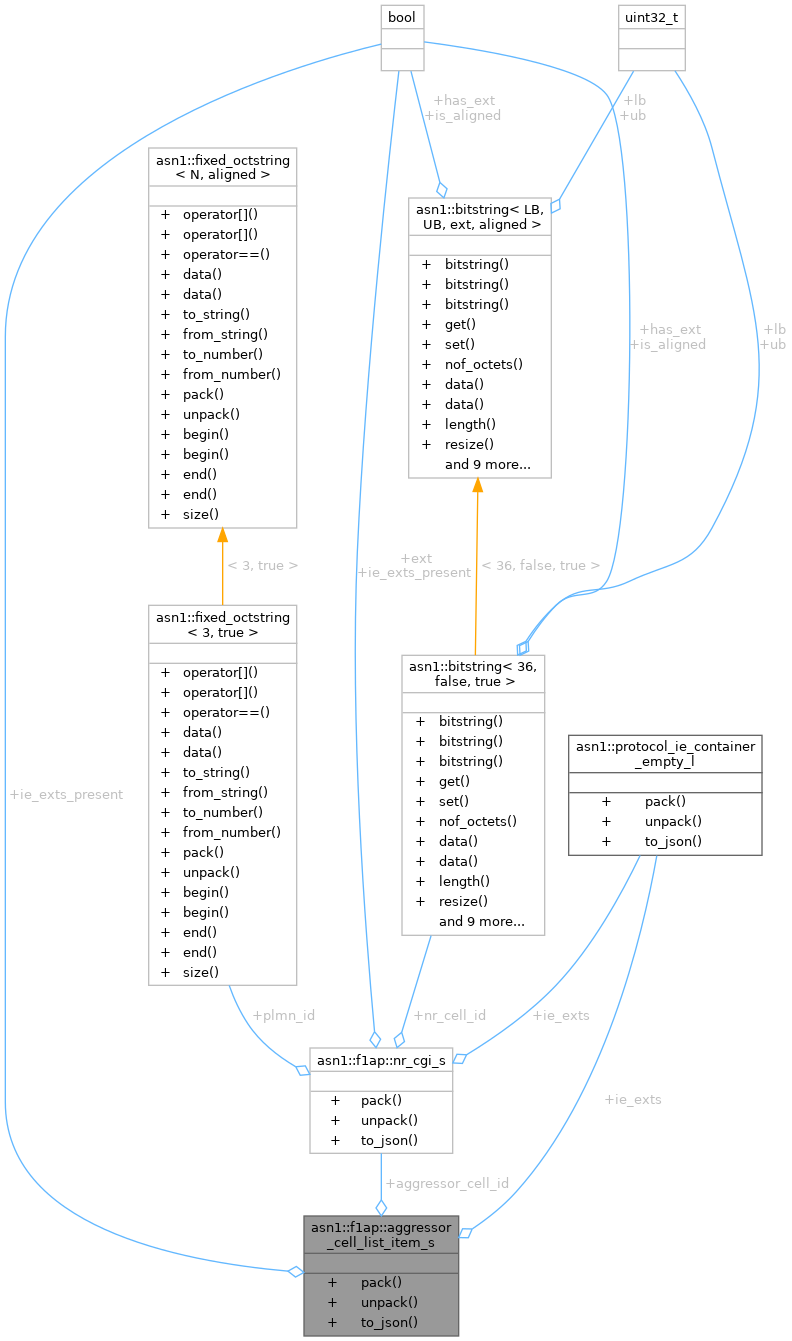 bool
uint32_t
+has_ext
+is_aligned
+lb
+ub
asn1::fixed_octstring
< N, aligned >
+ operator[]()
+ operator[]()
+ operator==()
+ data()
+ data()
+ to_string()
+ from_string()
+ to_number()
+ from_number()
+ pack()
+ unpack()
+ begin()
+ begin()
+ end()
+ end()
+ size()
asn1::bitstring< LB,
UB, ext, aligned >
+ bitstring()
+ bitstring()
+ bitstring()
+ get()
+ set()
+ nof_octets()
+ data()
+ data()
+ length()
+ resize()
and 9 more...
+has_ext
+is_aligned
+lb
+ub
< 3, true >
+ext
+ie_exts_present
< 36, false, true >
asn1::fixed_octstring
< 3, true >
+ operator[]()
+ operator[]()
+ operator==()
+ data()
+ data()
+ to_string()
+ from_string()
+ to_number()
+ from_number()
+ pack()
+ unpack()
+ begin()
+ begin()
+ end()
+ end()
+ size()
asn1::bitstring< 36,
false, true >
+ bitstring()
+ bitstring()
+ bitstring()
+ get()
+ set()
+ nof_octets()
+ data()
+ data()
+ length()
+ resize()
and 9 more...
asn1::protocol_ie_container
_empty_l
+ pack()
+ unpack()
+ to_json()
+ie_exts_present
+plmn_id
+nr_cell_id
+ie_exts
asn1::f1ap::nr_cgi_s
+ pack()
+ unpack()
+ to_json()
+ie_exts
+aggressor_cell_id
asn1::f1ap::aggressor
_cell_list_item_s
+ pack()
+ unpack()
+ to_json()